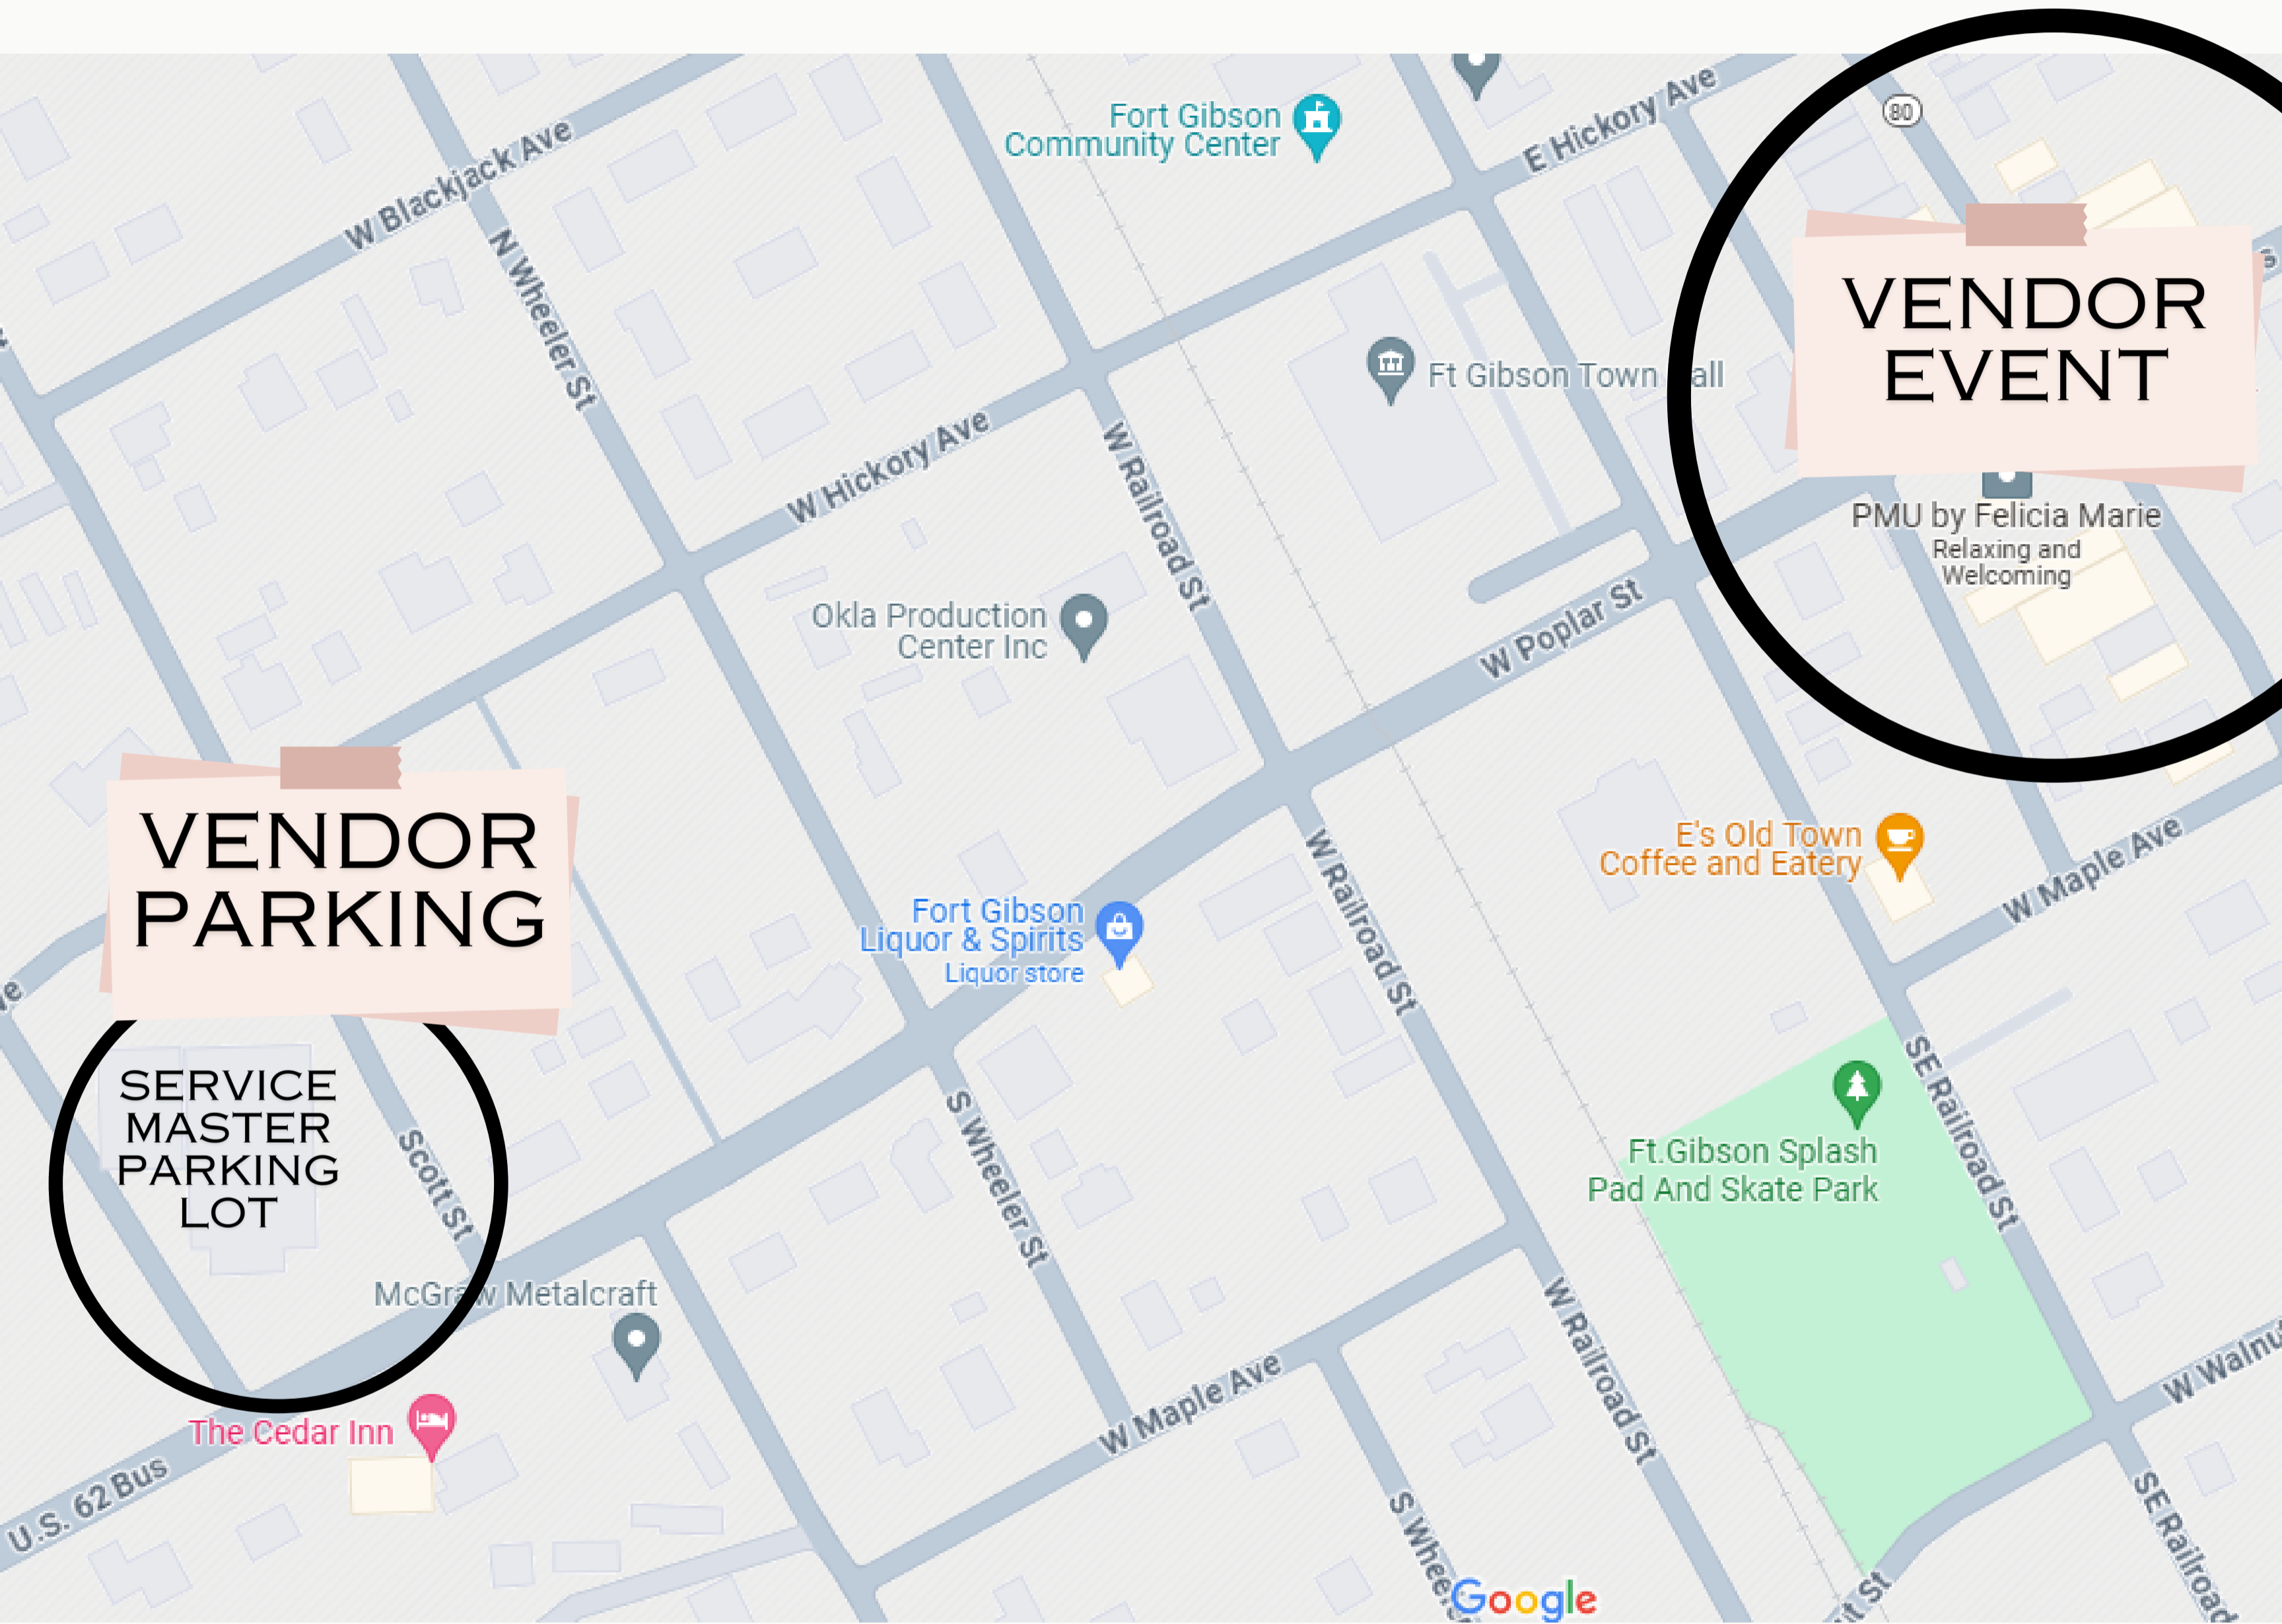 Fort Gibson
Community Center
E Hickory Ave
80
W Blackjack Ave
N Wheeler St
VENDOR
EVENT
Ft Gibson Town
W Hickory Ave
W Railroad St
PMU by Felicia Marie
Relaxing and
Welcoming
Okla Production
Center Inc
W Poplar St
VENDOR
PARKING
E's Old Town
Coffee and Eatery
W Maple Ave
Fort Gibson
Liquor & Spirits
Liquor store
W Railroad St
SERVICE
MASTER
PARKING
LOT
Scott St
S Wheeler St
SE Railroad St
Ft.Gibson Splash
Pad And Skate Park
McGraw Metalcraft
The Cedar Inn
W Maple Ave
W Railroad St
W Walnu
U.S. 62 Bus
S Wheele
SE Railroad
Google
St